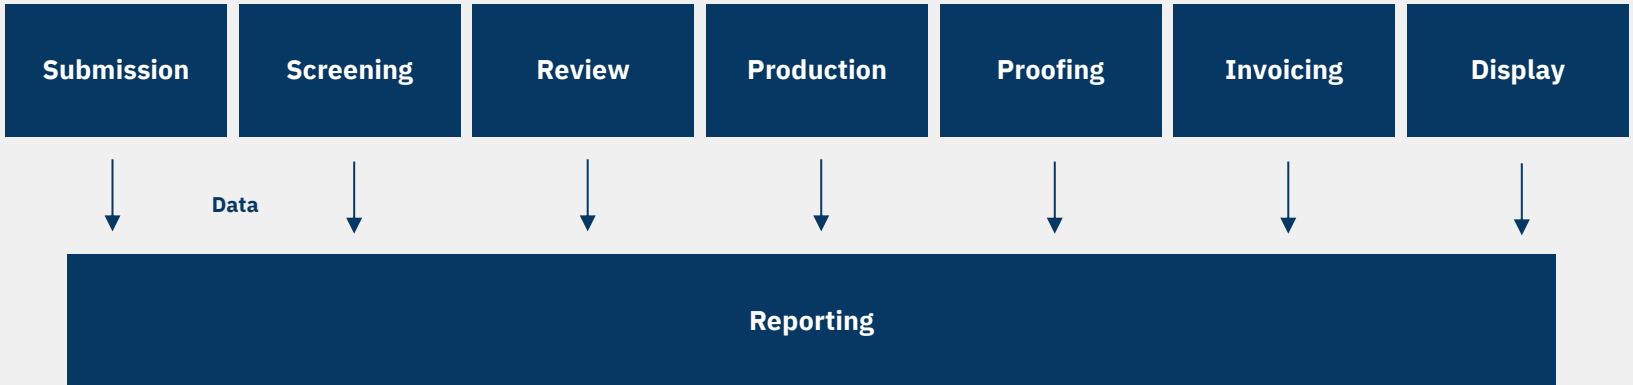 Submission
Screening
Review
Production
Proofing
Invoicing
Display
Data
Reporting